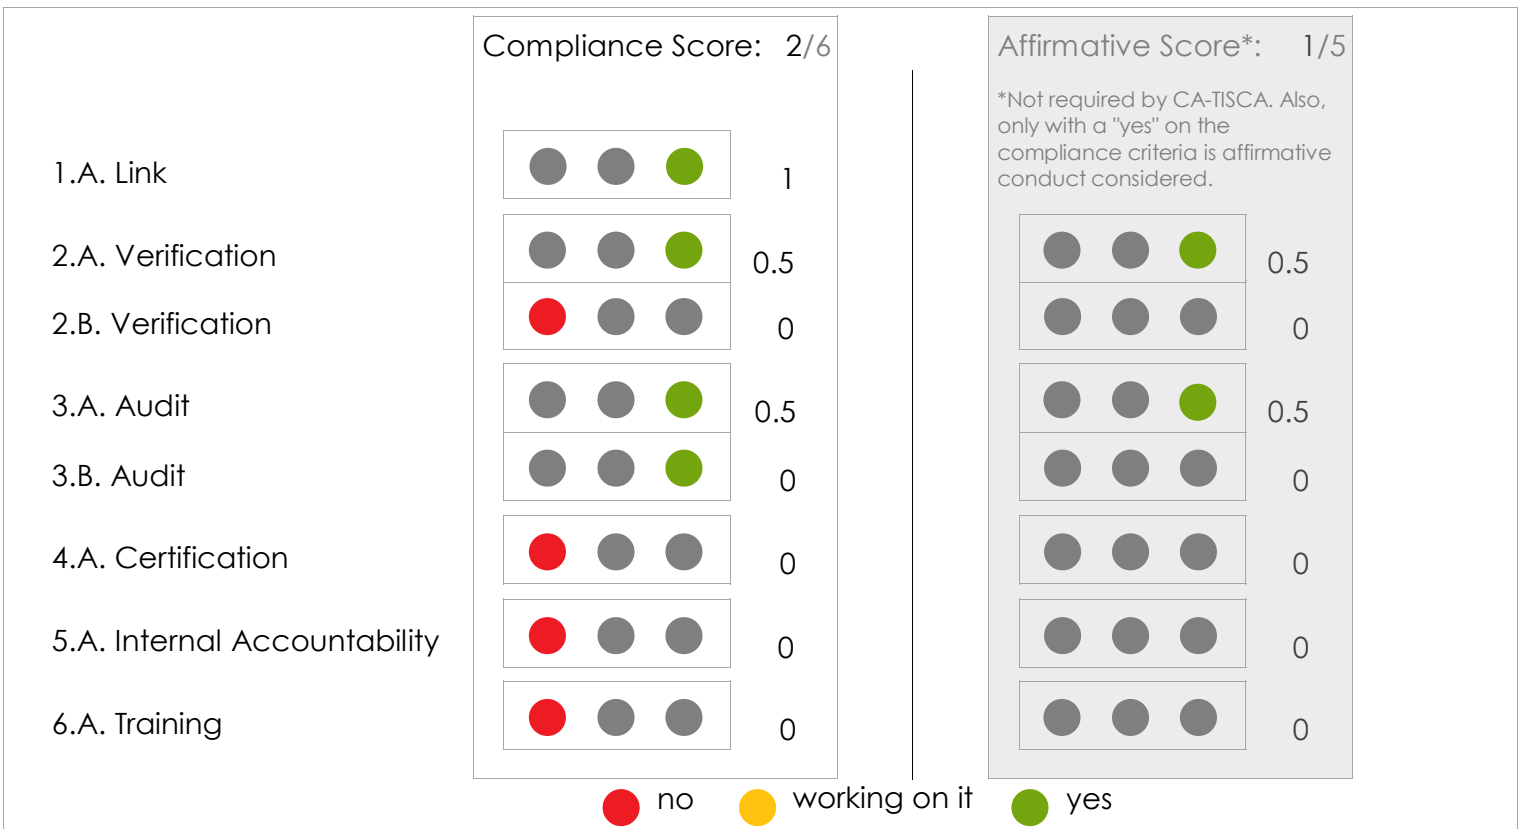 Compliance Score: 2/6
Affirmative Score*: 1/5
*Not required by CA-TISCA. Also,
only with a "yes" on the
compliance criteria is affirmative
conduct considered.
1.A. Link 1
2.A. Verification 0.5 0.5
2.B. Verification 0 0
3.A. Audit 0.5 0.5
3.B. Audit 0 0
4.A. Certification 0 0
5.A. Internal Accountability 0 0
6.A. Training 0 0
no working on it yes